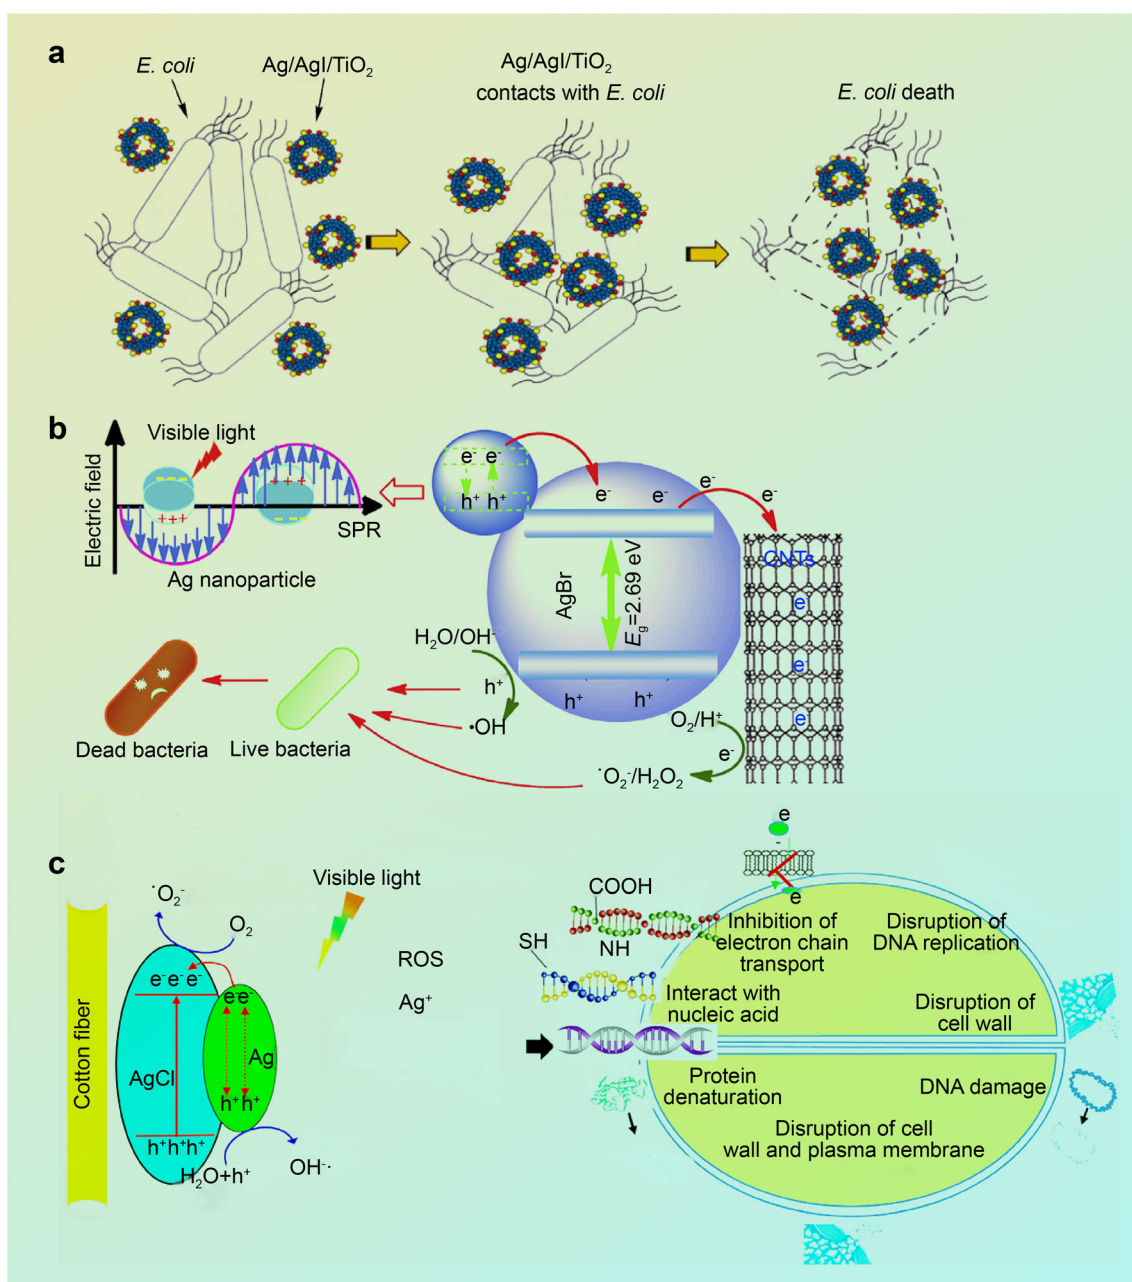 a
E. coli
Ag/AgI/TiO₂
Ag/AgI/TiO₂
contacts with E. coli
E. coli death
b
Visible light
Electric field
+++
+++
SPR
Ag nanoparticle
e⁻ e⁻
h⁺ h⁺
e⁻
e⁻
e⁻
e⁻
CNTs
e⁻
e⁻
e⁻
AgBr
Eg=2.69 eV
H₂O/OH⁻
h⁺
•OH
h⁺
h⁺
O₂/H⁺
e⁻
˙O₂⁻/H₂O₂
Dead bacteria
Live bacteria
c
Cotton fiber
˙O₂⁻
O₂
e⁻e⁻e⁻
e⁻e⁻
AgCl
Ag
h⁺h⁺
h⁺h⁺h⁺
H₂O+h⁺
OH⁻·
Visible light
ROS
Ag⁺
e
-
e
COOH
NH
SH
Inhibition of
electron chain
transport
Disruption of
DNA replication
Interact with
nucleic acid
Disruption of
cell wall
Protein
denaturation
DNA damage
Disruption of cell
wall and plasma membrane